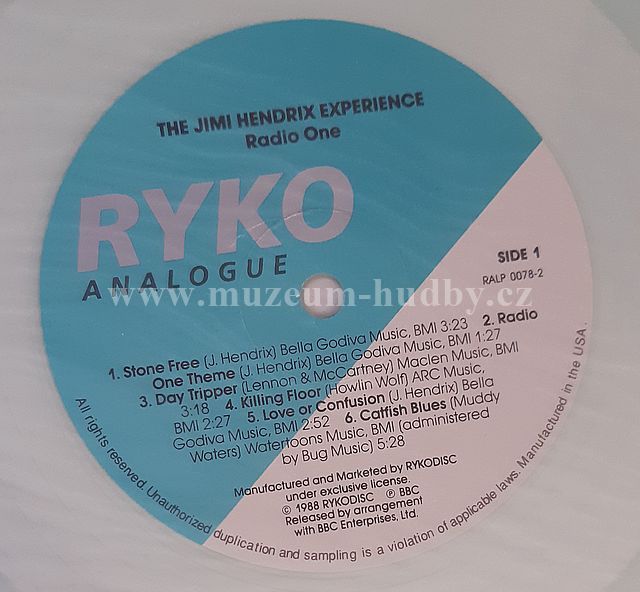 THE JIMI HENDRIX EXPERIENCE
Radio One
RYKO
ANALOGUE
SIDE 1
RALP 0078-2
www.muzeum-hudby.cz
1. Stone Free (J. Hendrix) Bella Godiva Music, BMI 3:23 2. Radio
One Theme (J. Hendrix) Bella Godiva Music, BMI 1:27
3. Day Tripper (Lennon & McCartney) Maclen Music, BMI
3:18 4. Killing Floor (Howlin Wolf) ARC Music,
BMI 2:27 5. Love or Confusion (J. Hendrix) Bella
Godiva Music, BMI 2:52 6. Catfish Blues (Muddy
Waters) Watertoons Music, BMI (administered
by Bug Music) 5:28
Manufactured and Marketed by RYKODISC
under exclusive license.
© 1988 RYKODISC ℗ BBC
Released by arrangement
with BBC Enterprises, Ltd.
All rights reserved. Unauthorized duplication and sampling is a violation of applicable laws. Manufactured in the USA.